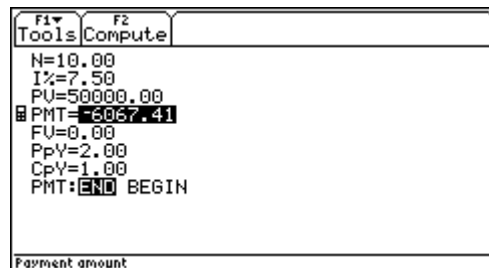 F1▼ F2
Tools Compute
N=10.00
I%=7.50
PV=50000.00
PMT=⁻6067.41
FV=0.00
PpY=2.00
CpY=1.00
PMT:END BEGIN
Payment amount